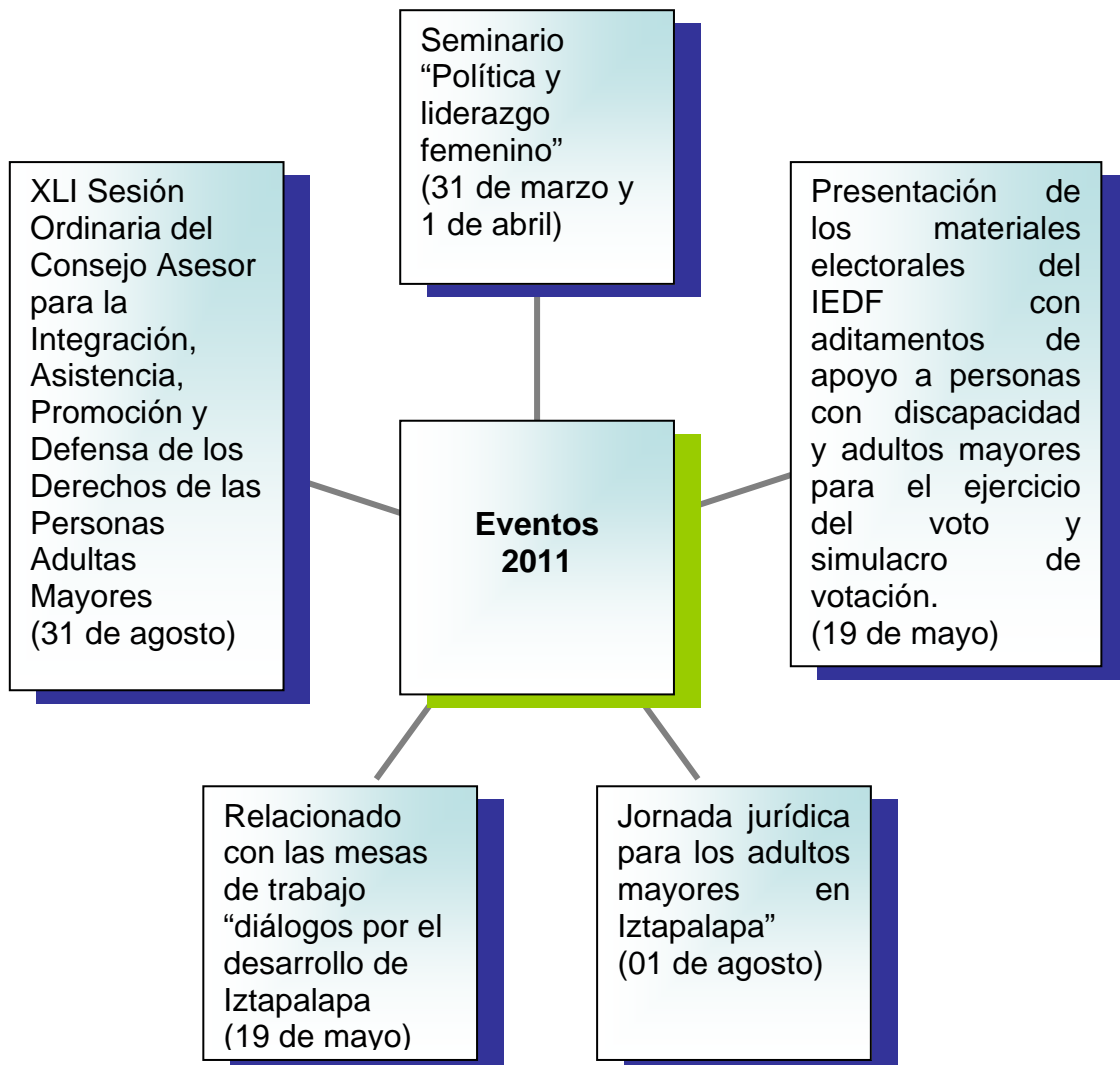 Seminario
“Política y
liderazgo
femenino”
(31 de marzo y
1 de abril)
XLI Sesión
Ordinaria del
Consejo Asesor
para la
Integración,
Asistencia,
Promoción y
Defensa de los
Derechos de las
Personas
Adultas
Mayores
(31 de agosto)
Presentación de
los materiales
electorales del
IEDF con
aditamentos de
apoyo a personas
con discapacidad
y adultos mayores
para el ejercicio
del voto y
simulacro de
votación.
(19 de mayo)
Eventos
2011
Relacionado
con las mesas
de trabajo
“diálogos por el
desarrollo de
Iztapalapa
(19 de mayo)
Jornada jurídica
para los adultos
mayores en
Iztapalapa”
(01 de agosto)